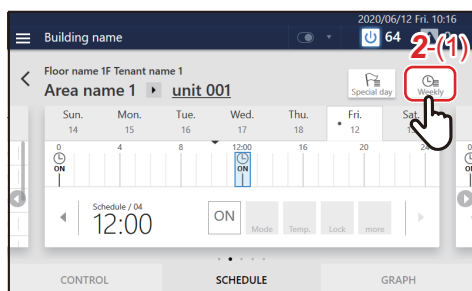 2020/06/12 Fri. 10:16
Building name
64
2-(1)
Floor name 1F Tenant name 1
Area name 1 unit 001
Special day
Weekly
Sun. Mon. Tue. Wed. Thu. Fri. Sat.
14 15 16 17 18 12
0 4 8 12:00 16 20 24
ON ON
Schedule / 04
12:00
ON Mode Temp. Lock more
CONTROL SCHEDULE GRAPH